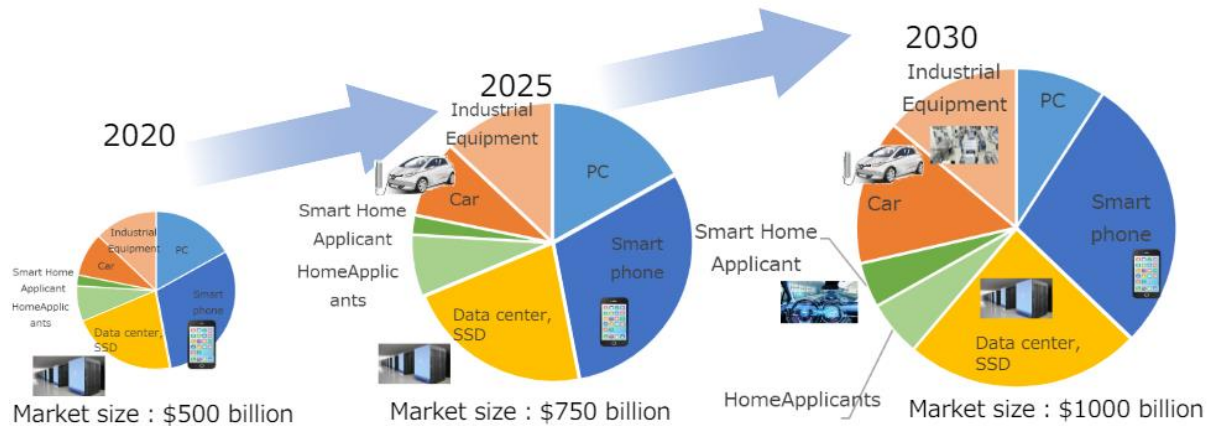 2020
Industrial
Equipment
PC
Car
Smart Home
Applicant
HomeApplic
ants
Smart
phone
Data center,
SSD
Market size : $500 billion
2025
Industrial
Equipment
PC
Car
Smart Home
Applicant
HomeApplic
ants
Smart
phone
Data center,
SSD
Market size : $750 billion
2030
Industrial
Equipment
PC
Car
Smart
phone
Smart Home
Applicant
Data center,
SSD
HomeApplicants
Market size : $1000 billion